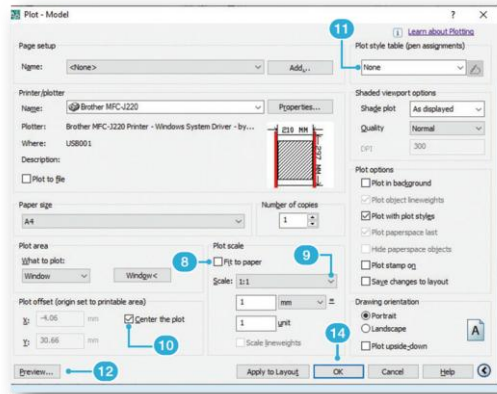 Plot - Model
? X
Learn about Plotting
11
Page setup
Name: <None>
Add...
Plot style table (pen assignments)
None
Printer/plotter
Name: Brother MFC-J220
Properties...
Plotter: Brother MFC-J220 Printer - Windows System Driver - by...
Where: USB001
Description:
Plot to file
210 MM
297 MM
Shaded viewport options
Shade plot As displayed
Quality Normal
DPI 300
Paper size
A4
Number of copies
1
Plot options
Plot in background
Plot object lineweights
Plot with plot styles
Plot paperspace last
Hide paperspace objects
Plot stamp on
Save changes to layout
Plot area
What to plot:
Window
Window<
Plot scale
8
Fit to paper
9
Scale: 1:1
1 mm =
1 unit
Scale lineweights
Plot offset (origin set to printable area)
X: -4.06 mm
Center the plot
10
Y: 30.66 mm
Drawing orientation
Portrait
Landscape
Plot upside-down
A
14
Preview...
12
Apply to Layout
OK
Cancel
Help